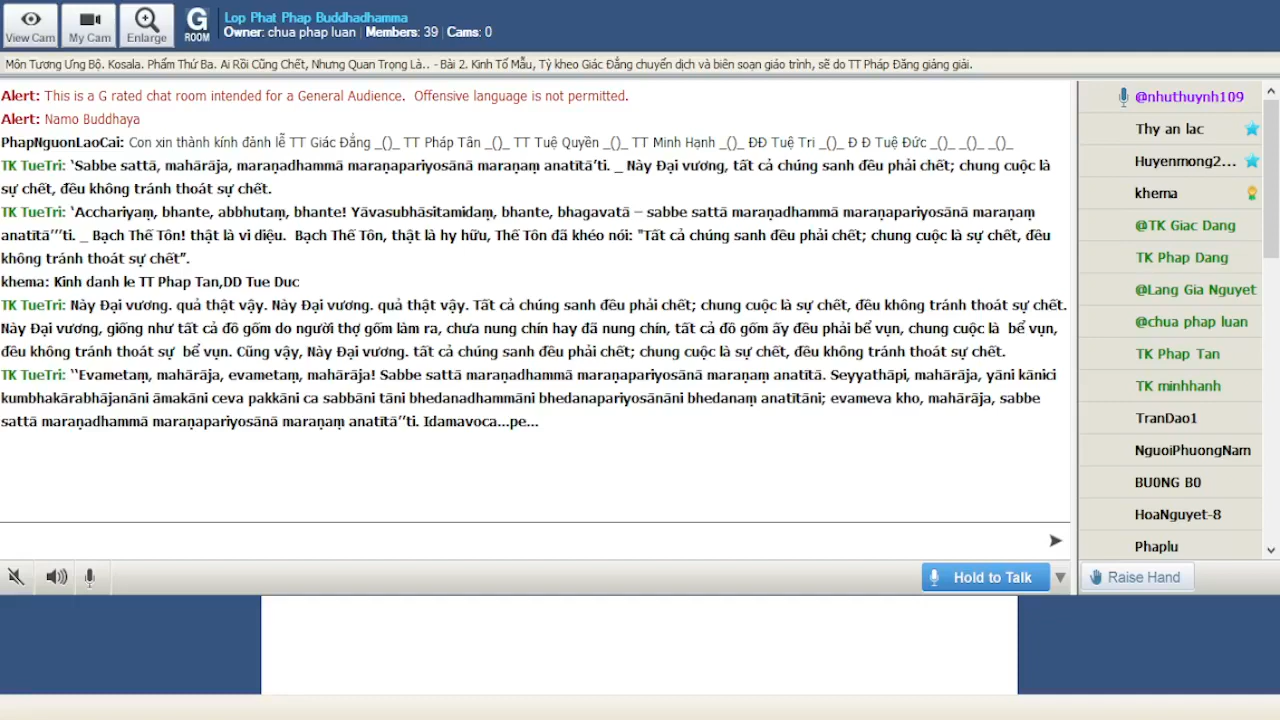 View Cam
My Cam
Enlarge
G
ROOM
Lop Phat Phap Buddhadhamma
Owner: chua phap luan | Members: 39 | Cams: 0
Môn Tương Ưng Bộ. Kosala. Phẩm Thứ Ba. Ai Rồi Cũng Chết, Nhưng Quan Trọng Là.. - Bài 2. Kinh Tổ Mẫu, Tỳ kheo Giác Đẳng chuyển dịch và biên soạn giáo trình, sẽ do TT Pháp Đăng giảng giải.
Alert: This is a G rated chat room intended for a General Audience.  Offensive language is not permitted.
Alert: Namo Buddhaya
PhapNguonLaoCai: Con xin thành kính đảnh lễ TT Giác Đẳng _()_ TT Pháp Tân _()_ TT Tuệ Quyền _()_ TT Minh Hạnh _()_ ĐĐ Tuệ Tri _()_ Đ Đ Tuệ Đức _()_ _()_ _()_
TK TueTri: ‘Sabbe sattā, mahārāja, maraṇadhammā maraṇapariyosānā maraṇaṃ anatītā’ti. _ Này Đại vương, tất cả chúng sanh đều phải chết; chung cuộc là
sự chết, đều không tránh thoát sự chết.
TK TueTri: ‘Acchariyaṃ, bhante, abbhutaṃ, bhante! Yāvasubhāsitamidaṃ, bhante, bhagavatā – sabbe sattā maraṇadhammā maraṇapariyosānā maraṇaṃ
anatītā’’’ti. _ Bạch Thế Tôn! thật là vi diệu.  Bạch Thế Tôn, thật là hy hữu, Thế Tôn đã khéo nói: "Tất cả chúng sanh đều phải chết; chung cuộc là sự chết, đều
không tránh thoát sự chết”.
khema: Kinh danh le TT Phap Tan,DD Tue Duc
TK TueTri: Này Đại vương. quả thật vậy. Này Đại vương. quả thật vậy. Tất cả chúng sanh đều phải chết; chung cuộc là sự chết, đều không tránh thoát sự chết.
Này Đại vương, giống như tất cả đồ gốm do người thợ gốm làm ra, chưa nung chín hay đã nung chín, tất cả đồ gốm ấy đều phải bể vụn, chung cuộc là  bể vụn,
đều không tránh thoát sự  bể vụn. Cũng vậy, Này Đại vương. tất cả chúng sanh đều phải chết; chung cuộc là sự chết, đều không tránh thoát sự chết.
TK TueTri: ‘‘Evametaṃ, mahārāja, evametaṃ, mahārāja! Sabbe sattā maraṇadhammā maraṇapariyosānā maraṇaṃ anatītā. Seyyathāpi, mahārāja, yāni kānici
kumbhakārabhājanāni āmakāni ceva pakkāni ca sabbāni tāni bhedanadhammāni bhedanapariyosānāni bhedanaṃ anatītāni; evameva kho, mahārāja, sabbe
sattā maraṇadhammā maraṇapariyosānā maraṇaṃ anatītā’’ti. Idamavoca...pe...
@nhuthuynh109
Thy an lac
Huyenmong2...
khema
@TK Giac Dang
TK Phap Dang
@Lang Gia Nguyet
@chua phap luan
TK Phap Tan
TK minhhanh
TranDao1
NguoiPhuongNam
BU0NG B0
HoaNguyet-8
Phaplu
Hold to Talk
Raise Hand